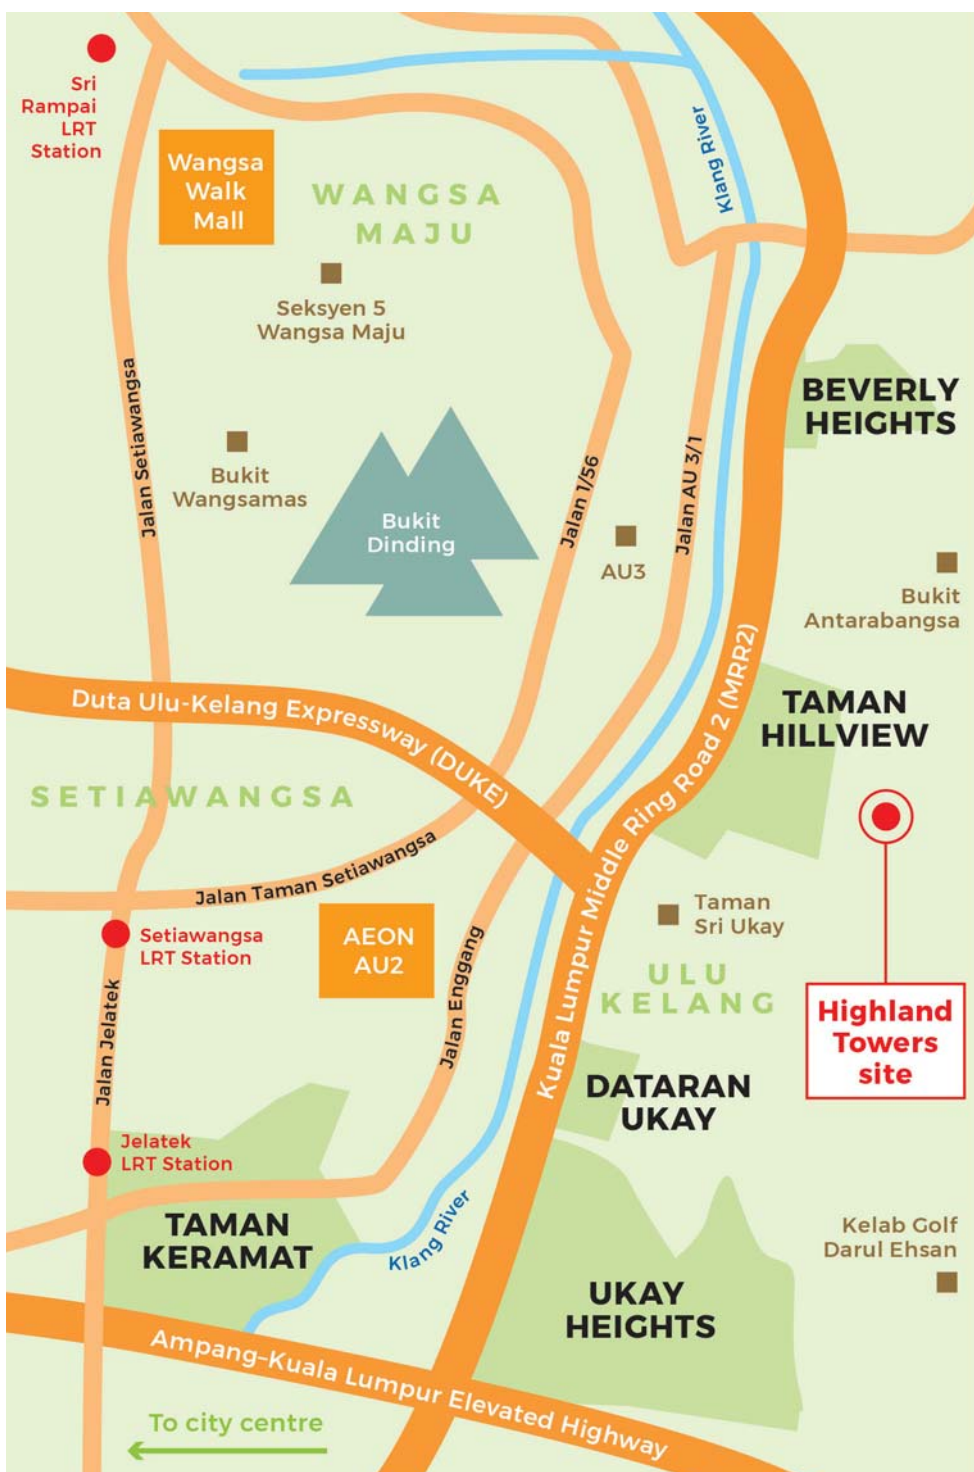 Sri
Rampai
LRT
Station
Wangsa
Walk
Mall
WANGSA
MAJU
Klang River
Seksyen 5
Wangsa Maju
Jalan Setiawangsa
BEVERLY
HEIGHTS
Bukit
Wangsamas
Bukit
Dinding
Jalan 1/56
Jalan AU 3/1
AU3
Bukit
Antarabangsa
Duta Ulu-Kelang Expressway (DUKE)
Kuala Lumpur Middle Ring Road 2 (MRR2)
TAMAN
HILLVIEW
SETIAWANGSA
Jalan Taman Setiawangsa
Setiawangsa
LRT Station
AEON
AU2
Jalan Enggang
Taman
Sri Ukay
ULU
KELANG
Highland
Towers
site
Jalan Jelatek
DATARAN
UKAY
Jelatek
LRT Station
TAMAN
KERAMAT
Klang River
Kelab Golf
Darul Ehsan
UKAY
HEIGHTS
Ampang–Kuala Lumpur Elevated Highway
To city centre